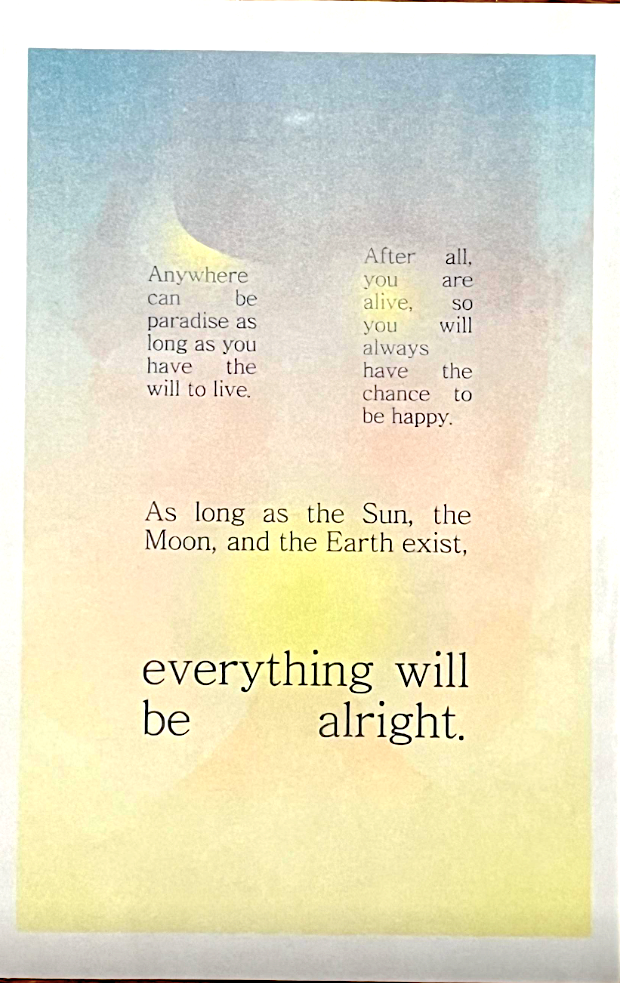 Anywhere
can be
paradise as
long as you
have the
will to live.
After all,
you are
alive, so
you will
always
have the
chance to
be happy.
As long as the Sun, the
Moon, and the Earth exist,
everything will
be alright.